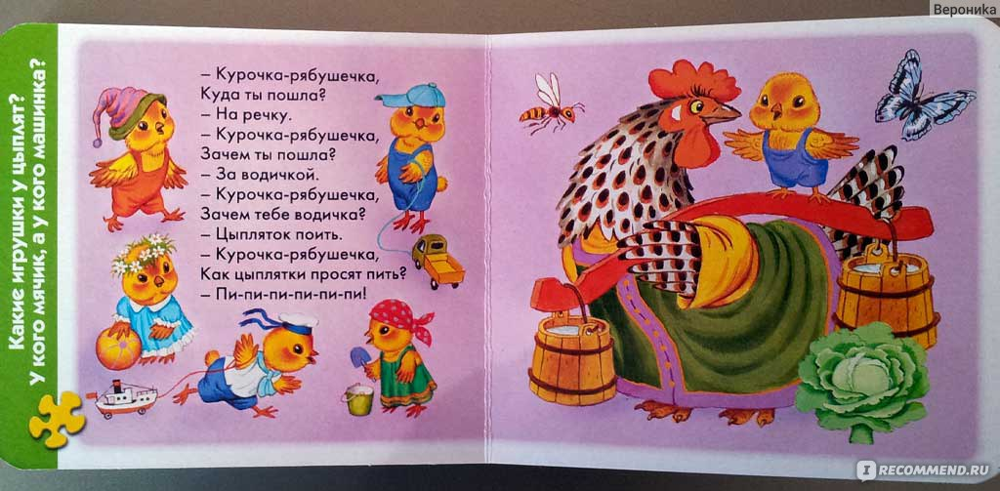 Вероника
Какие игрушки у цыплят?
У кого мячик, а у кого машинка?
– Курочка-рябушечка,
Куда ты пошла?
– На речку.
– Курочка-рябушечка,
Зачем ты пошла?
– За водичкой.
– Курочка-рябушечка,
Зачем тебе водичка?
– Цыпляток поить.
– Курочка-рябушечка,
Как цыплятки просят пить?
– Пи-пи-пи-пи-пи-пи!
I RECOMMEND.RU